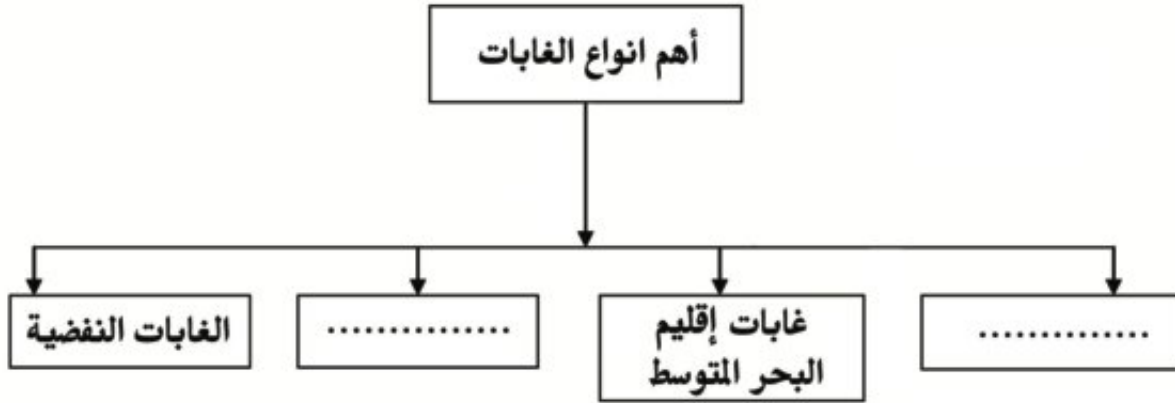 أهم انواع الغابات
..............
غابات إقليم
البحر المتوسط
...............
الغابات النفضية